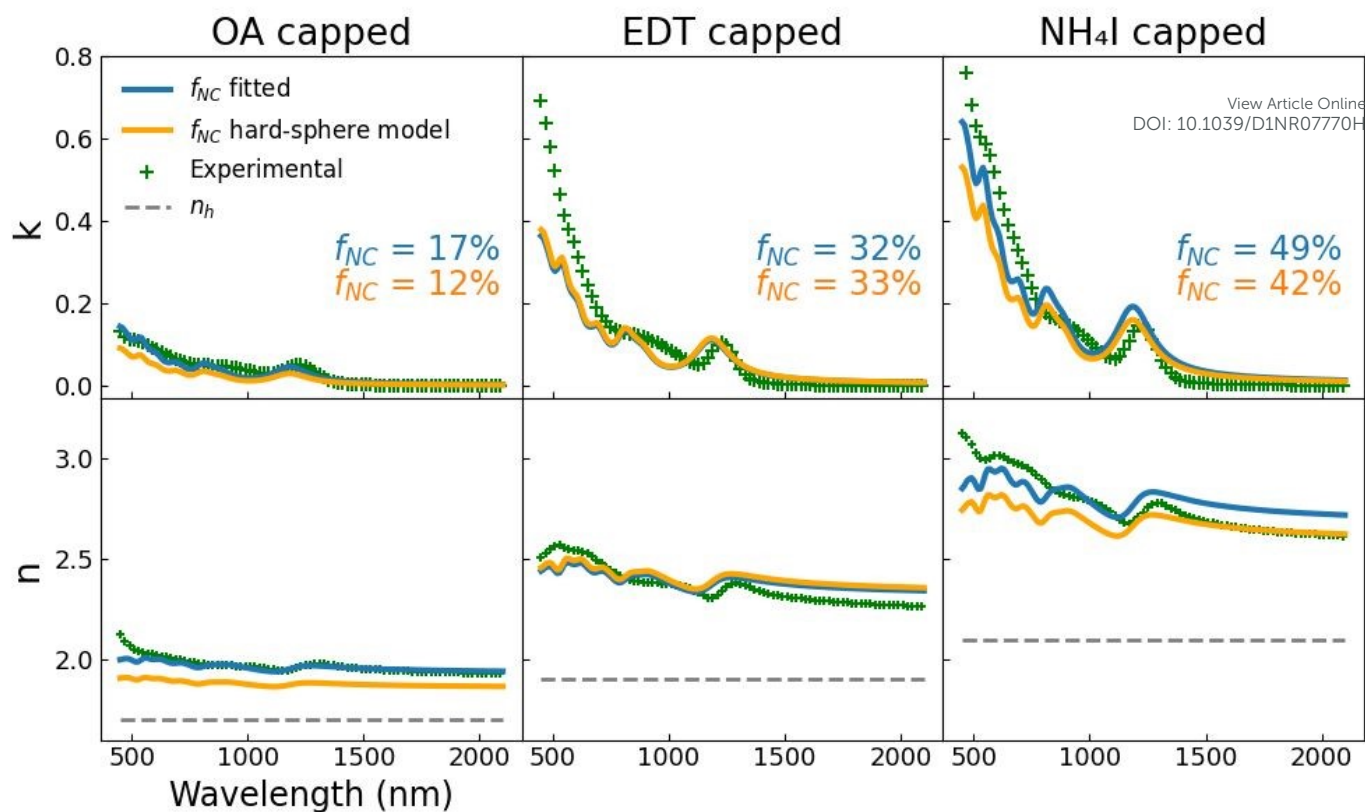 OA capped
EDT capped
NH₄I capped
0.8
0.6
0.4
0.2
0.0
k
f_NC fitted
f_NC hard-sphere model
Experimental
n_h
f_NC = 17%
f_NC = 12%
f_NC = 32%
f_NC = 33%
View Article Online
DOI: 10.1039/D1NR07770H
f_NC = 49%
f_NC = 42%
3.0
2.5
2.0
n
500 1000 1500 2000
500 1000 1500 2000
500 1000 1500 2000
Wavelength (nm)